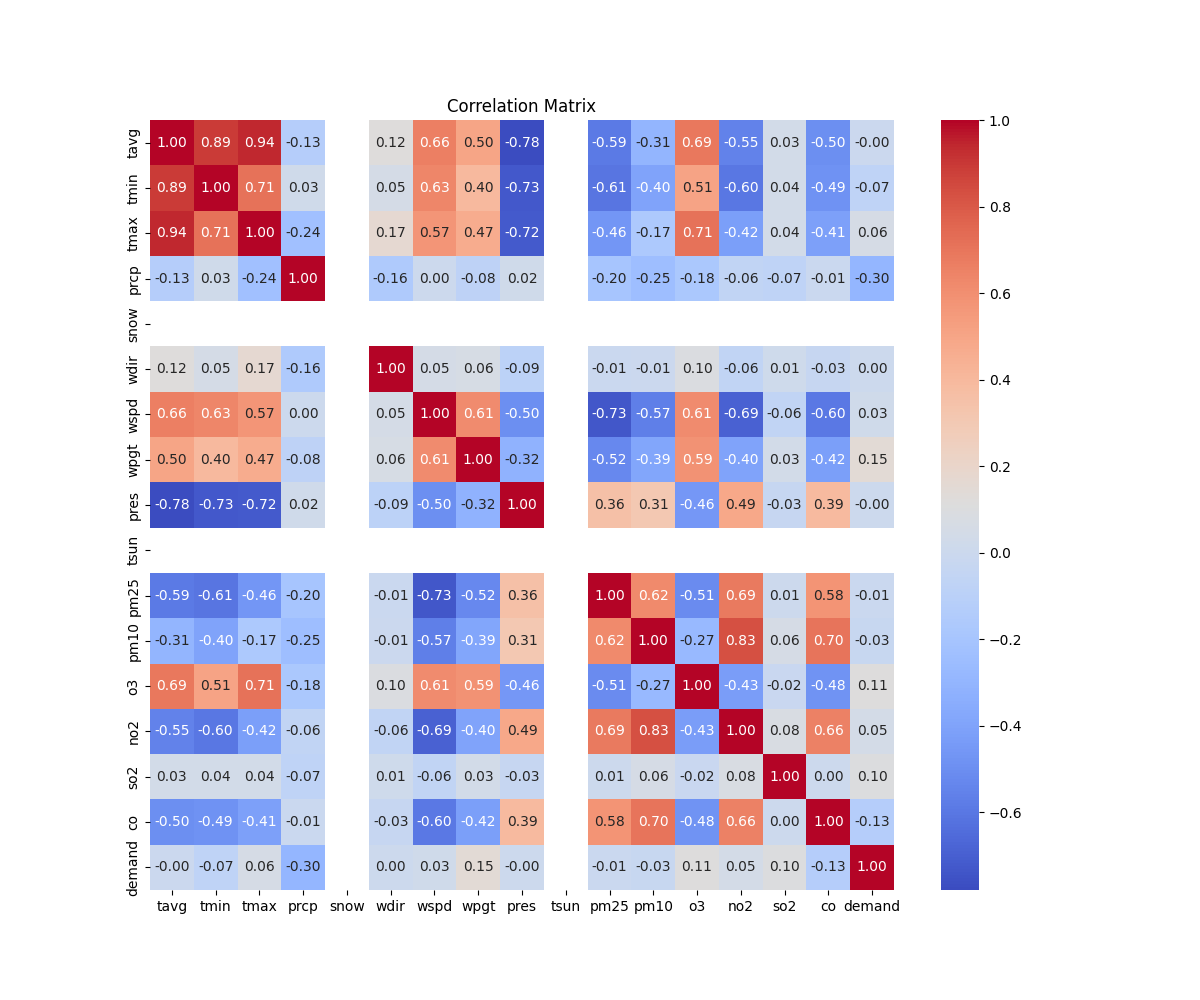 Correlation Matrix
tavg 1.00 0.89 0.94 -0.13 0.12 0.66 0.50 -0.78 -0.59 -0.31 0.69 -0.55 0.03 -0.50 -0.00
tmin 0.89 1.00 0.71 0.03 0.05 0.63 0.40 -0.73 -0.61 -0.40 0.51 -0.60 0.04 -0.49 -0.07
tmax 0.94 0.71 1.00 -0.24 0.17 0.57 0.47 -0.72 -0.46 -0.17 0.71 -0.42 0.04 -0.41 0.06
prcp -0.13 0.03 -0.24 1.00 -0.16 0.00 -0.08 0.02 -0.20 -0.25 -0.18 -0.06 -0.07 -0.01 -0.30
snow
wdir 0.12 0.05 0.17 -0.16 1.00 0.05 0.06 -0.09 -0.01 -0.01 0.10 -0.06 0.01 -0.03 0.00
wspd 0.66 0.63 0.57 0.00 0.05 1.00 0.61 -0.50 -0.73 -0.57 0.61 -0.69 -0.06 -0.60 0.03
wpgt 0.50 0.40 0.47 -0.08 0.06 0.61 1.00 -0.32 -0.52 -0.39 0.59 -0.40 0.03 -0.42 0.15
pres -0.78 -0.73 -0.72 0.02 -0.09 -0.50 -0.32 1.00 0.36 0.31 -0.46 0.49 -0.03 0.39 -0.00
tsun
pm25 -0.59 -0.61 -0.46 -0.20 -0.01 -0.73 -0.52 0.36 1.00 0.62 -0.51 0.69 0.01 0.58 -0.01
pm10 -0.31 -0.40 -0.17 -0.25 -0.01 -0.57 -0.39 0.31 0.62 1.00 -0.27 0.83 0.06 0.70 -0.03
o3 0.69 0.51 0.71 -0.18 0.10 0.61 0.59 -0.46 -0.51 -0.27 1.00 -0.43 -0.02 -0.48 0.11
no2 -0.55 -0.60 -0.42 -0.06 -0.06 -0.69 -0.40 0.49 0.69 0.83 -0.43 1.00 0.08 0.66 0.05
so2 0.03 0.04 0.04 -0.07 0.01 -0.06 0.03 -0.03 0.01 0.06 -0.02 0.08 1.00 0.00 0.10
co -0.50 -0.49 -0.41 -0.01 -0.03 -0.60 -0.42 0.39 0.58 0.70 -0.48 0.66 0.00 1.00 -0.13
demand -0.00 -0.07 0.06 -0.30 0.00 0.03 0.15 -0.00 -0.01 -0.03 0.11 0.05 0.10 -0.13 1.00
tavg tmin tmax prcp snow wdir wspd wpgt pres tsun pm25 pm10 o3 no2 so2 co demand
1.0
0.8
0.6
0.4
0.2
0.0
−0.2
−0.4
−0.6